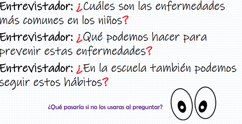 Entrevistador: ¿Cuáles son las enfermedades
más comunes en los niños?
Entrevistador: ¿Qué podemos hacer para
prevenir estas enfermedades?
Entrevistador: ¿En la escuela también podemos
seguir estos hábitos?
¿Qué pasaría si no los usaras al preguntar?